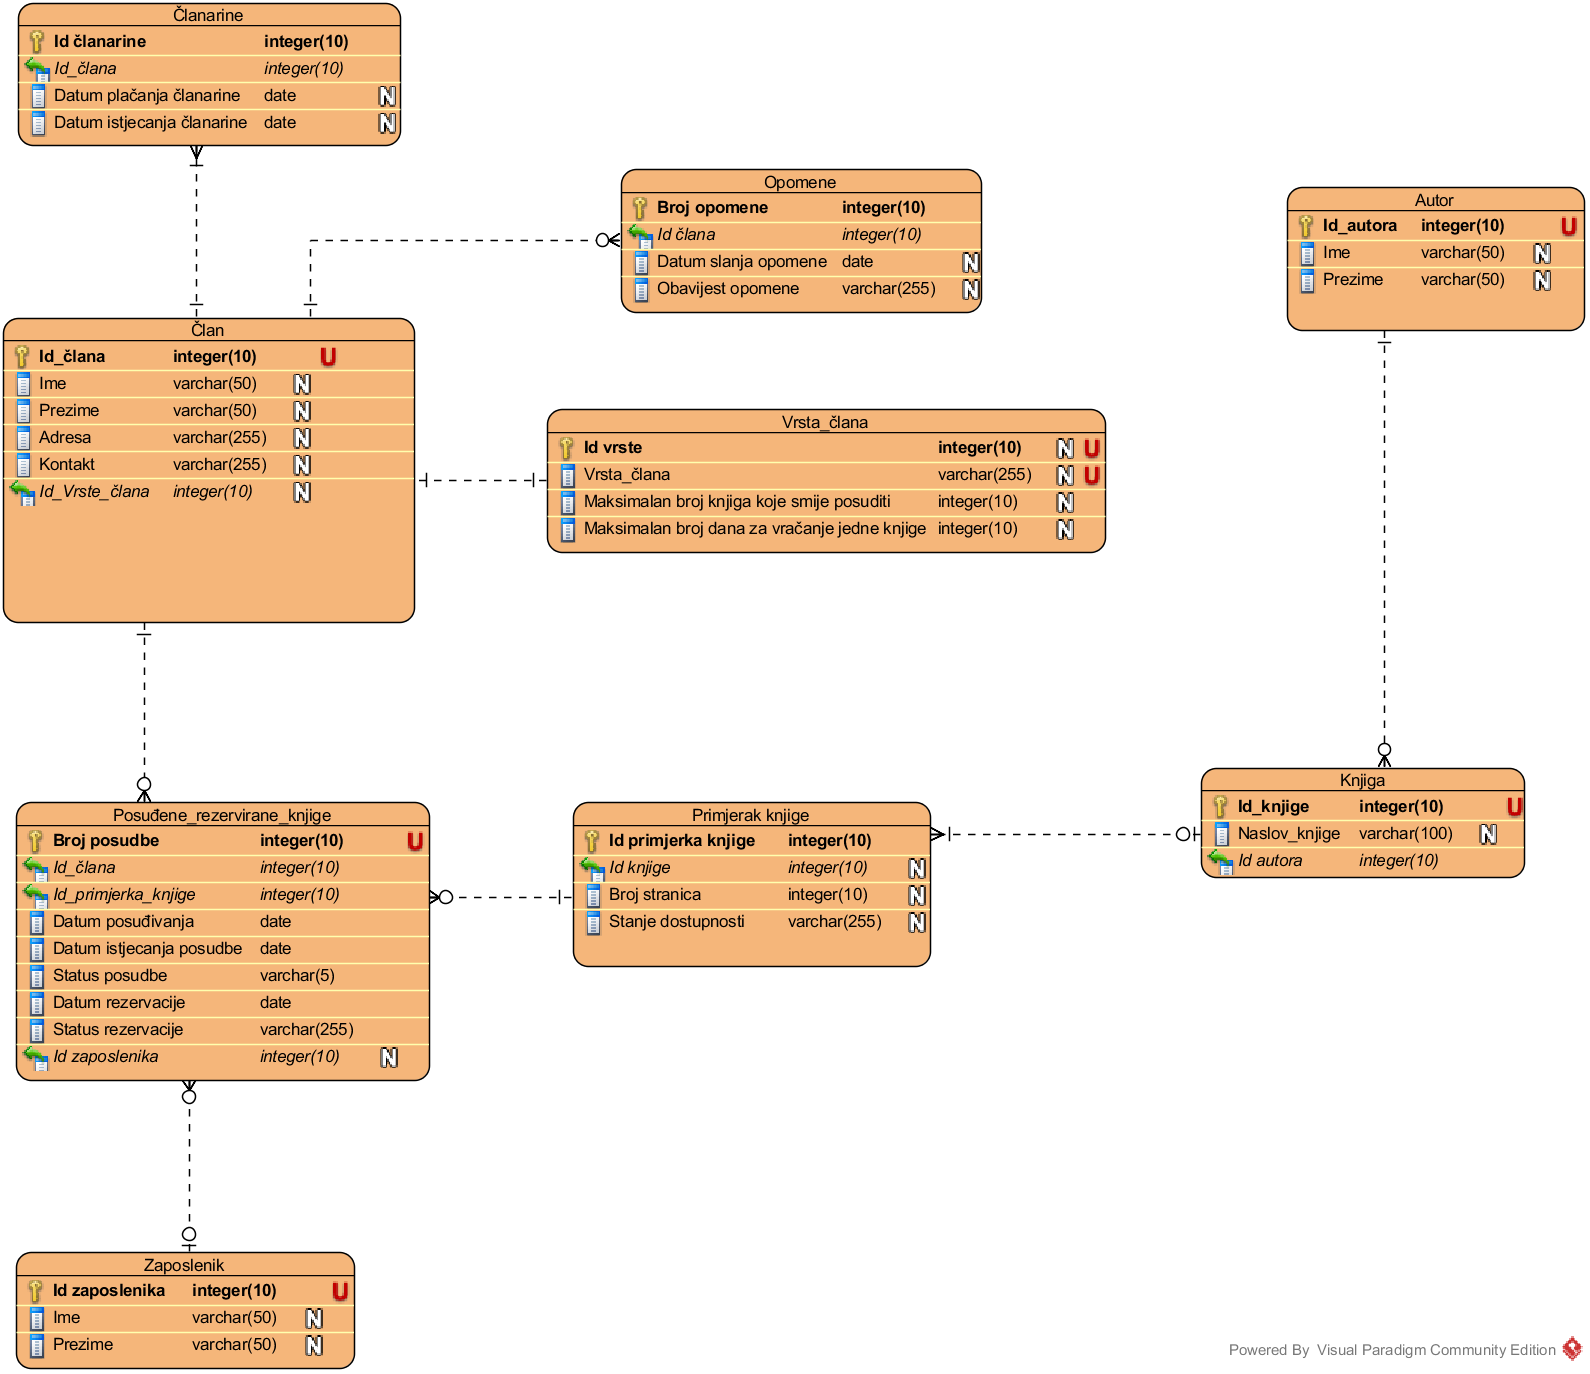 Članarine
Id članarine integer(10)
Id_člana integer(10)
Datum plačanja članarine date N
Datum istjecanja članarine date N
Opomene
Broj opomene integer(10)
Id člana integer(10)
Datum slanja opomene date N
Obavijest opomene varchar(255) N
Autor
Id_autora integer(10) U
Ime varchar(50) N
Prezime varchar(50) N
Član
Id_člana integer(10) U
Ime varchar(50) N
Prezime varchar(50) N
Adresa varchar(255) N
Kontakt varchar(255) N
Id_Vrste_člana integer(10) N
Vrsta_člana
Id vrste integer(10) N U
Vrsta_člana varchar(255) N U
Maksimalan broj knjiga koje smije posuditi integer(10) N
Maksimalan broj dana za vračanje jedne knjige integer(10) N
Posuđene_rezervirane_knjige
Broj posudbe integer(10) U
Id_člana integer(10)
Id_primjerka_knjige integer(10)
Datum posuđivanja date
Datum istjecanja posudbe date
Status posudbe varchar(5)
Datum rezervacije date
Status rezervacije varchar(255)
Id zaposlenika integer(10) N
Primjerak knjige
Id primjerka knjige integer(10)
Id knjige integer(10) N
Broj stranica integer(10) N
Stanje dostupnosti varchar(255) N
Knjiga
Id_knjige integer(10) U
Naslov_knjige varchar(100) N
Id autora integer(10)
Zaposlenik
Id zaposlenika integer(10) U
Ime varchar(50) N
Prezime varchar(50) N
Powered By Visual Paradigm Community Edition